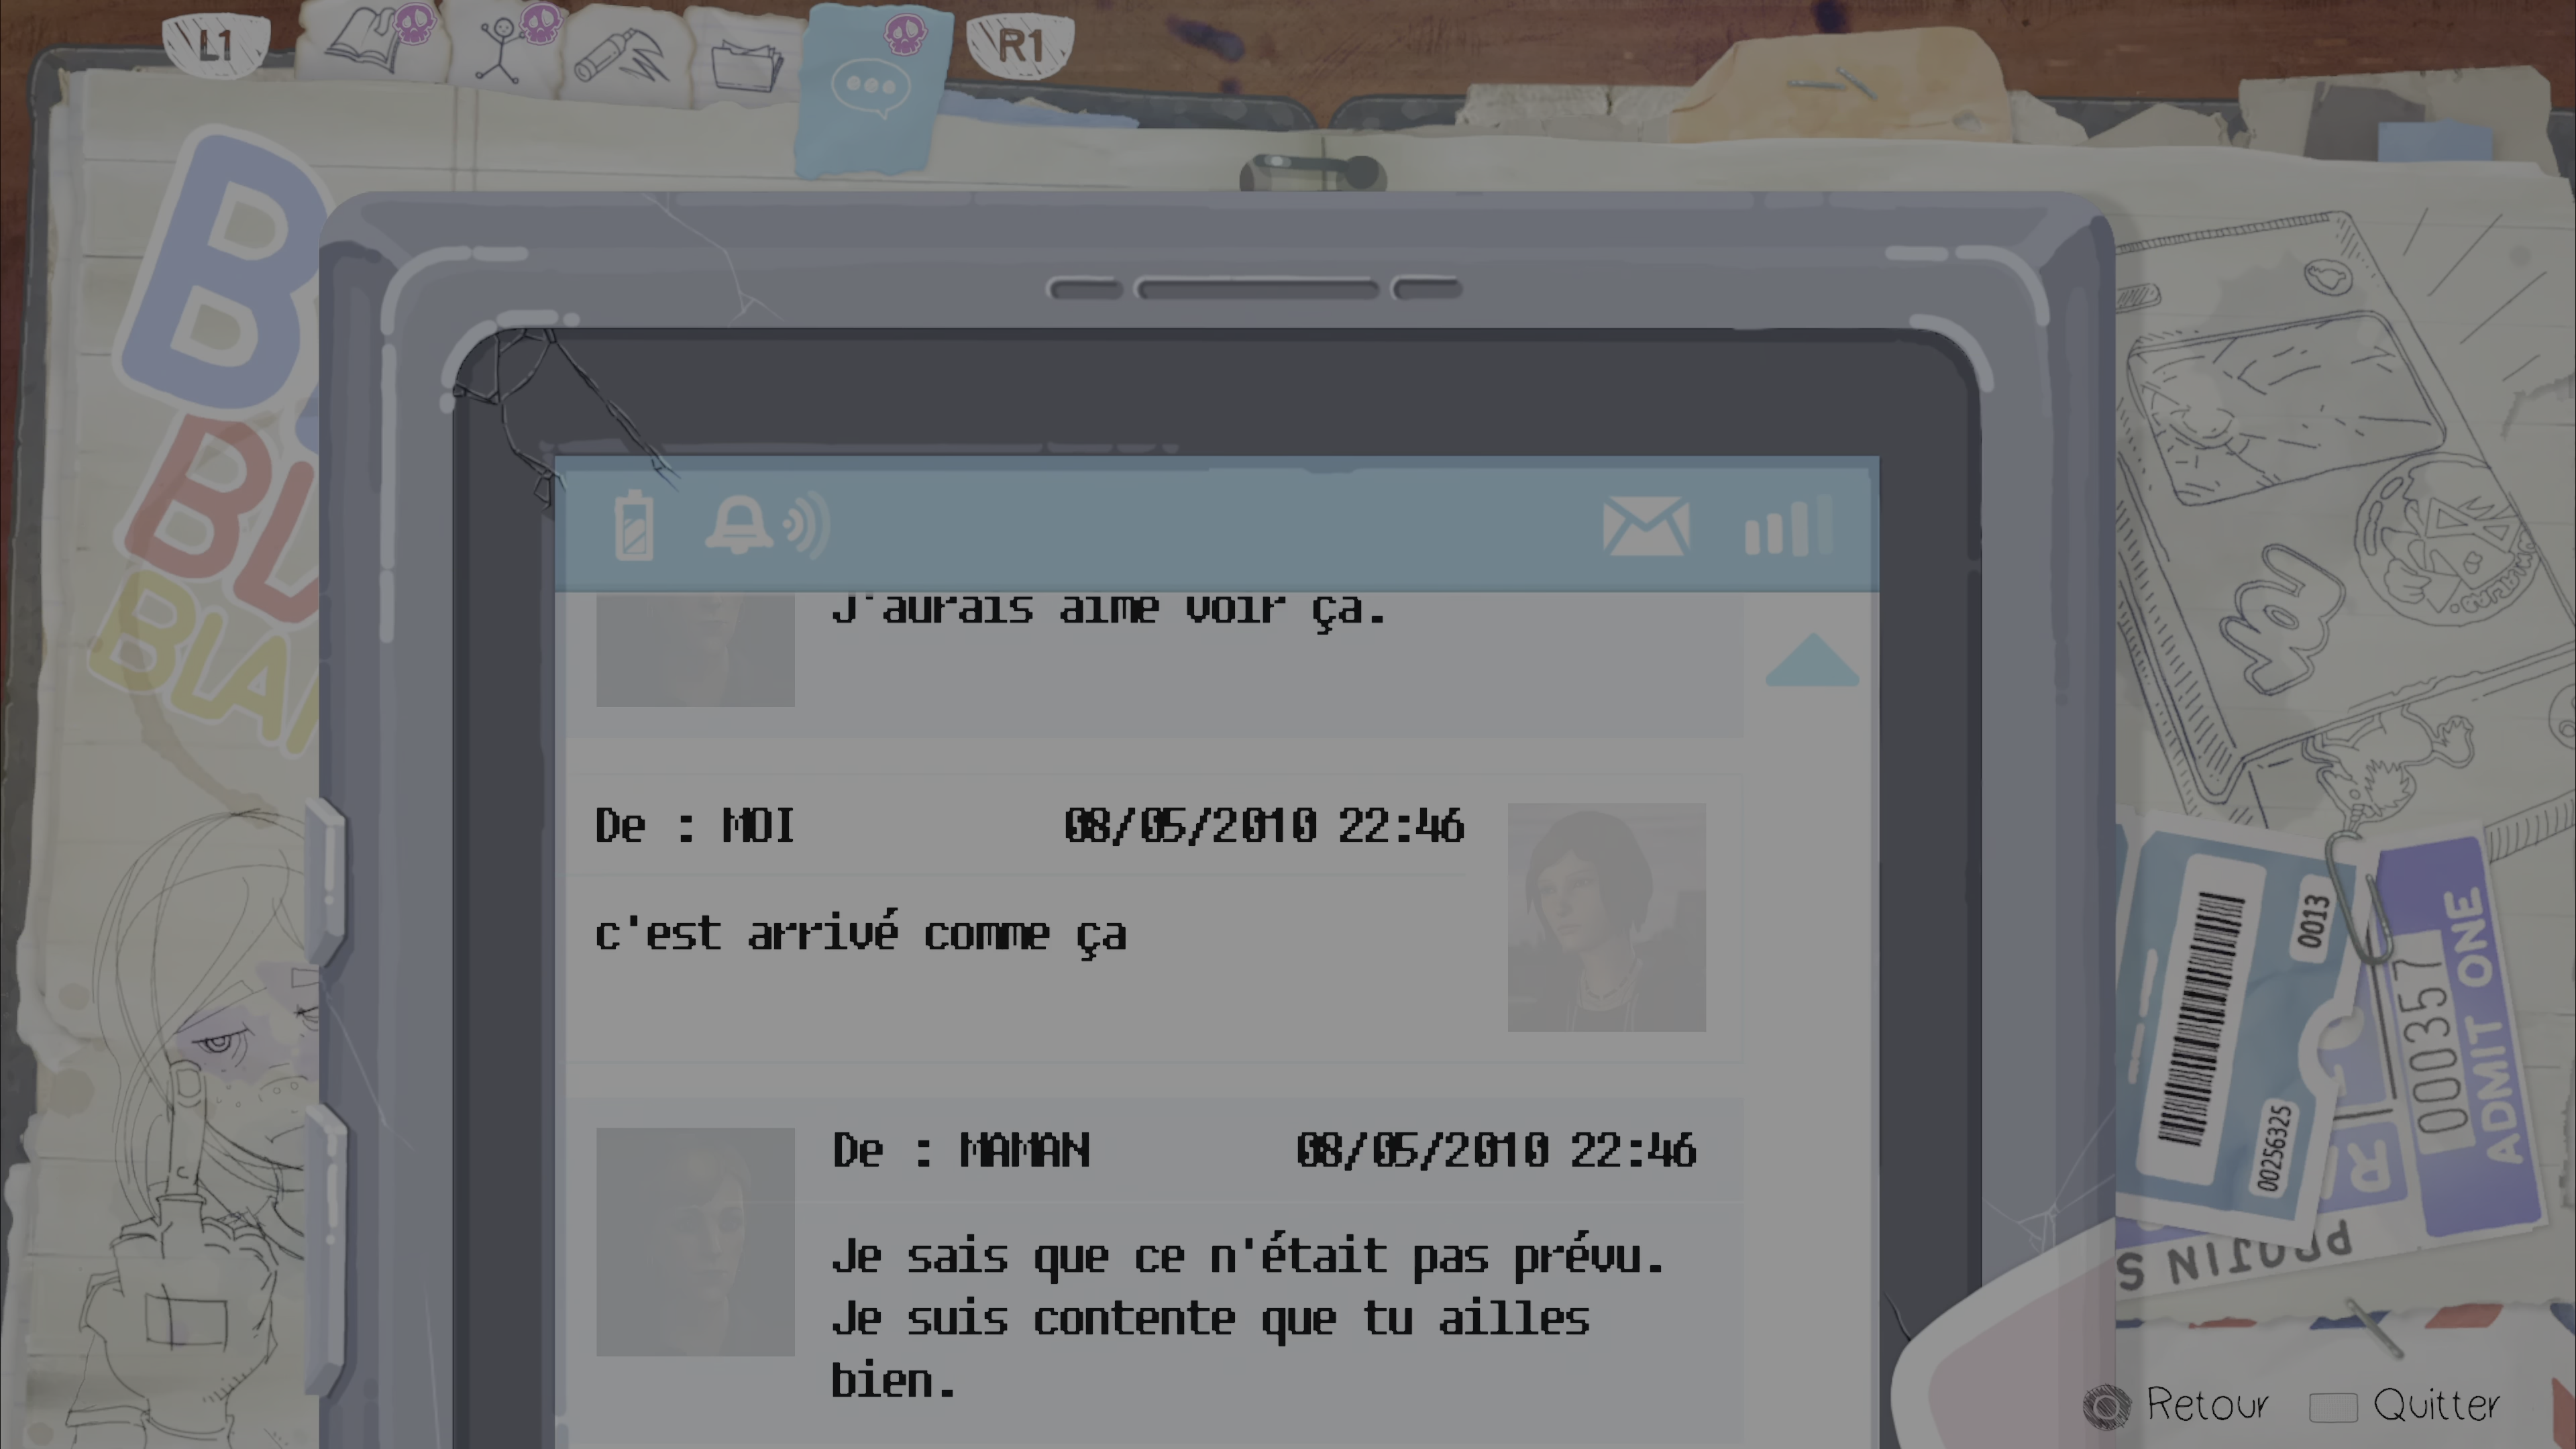 L1
R1
J'aurais aimé voir ça.
De : MOI 08/05/2010 22:46
c'est arrivé comme ça
De : MAMAN 08/05/2010 22:46
Je sais que ce n'était pas prévu.
Je suis contente que tu ailles
bien.
0013
00256325
000357
ADMIT ONE
Retour
Quitter